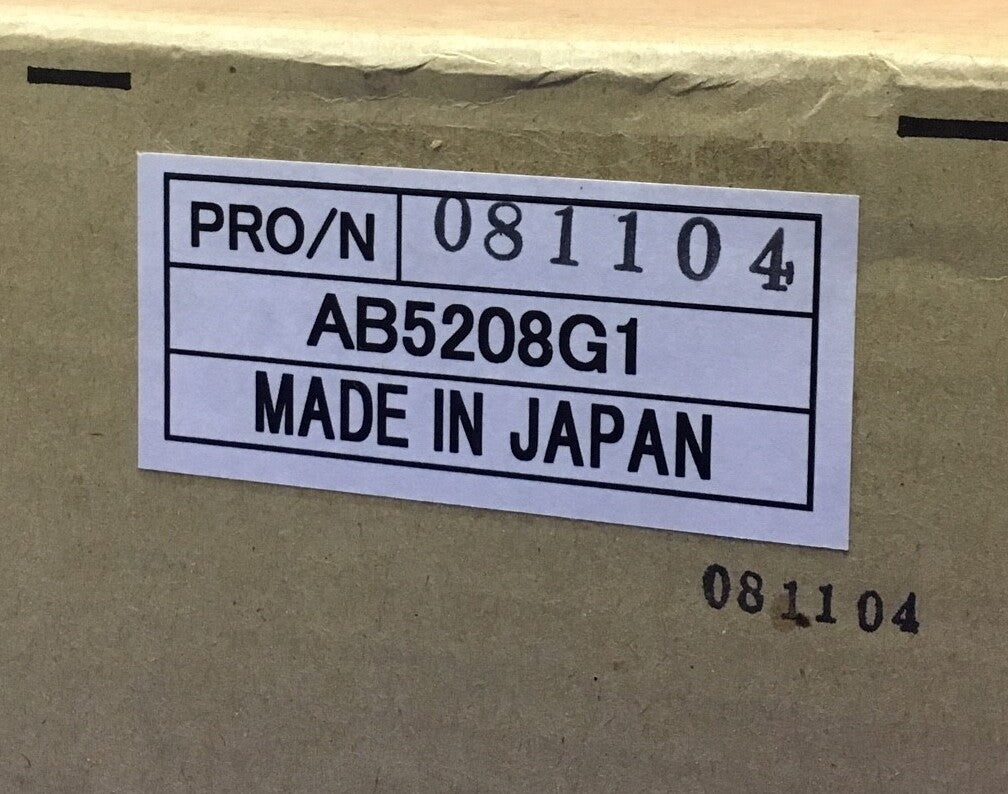 PRO/N 081104
AB5208G1
MADE IN JAPAN
081104